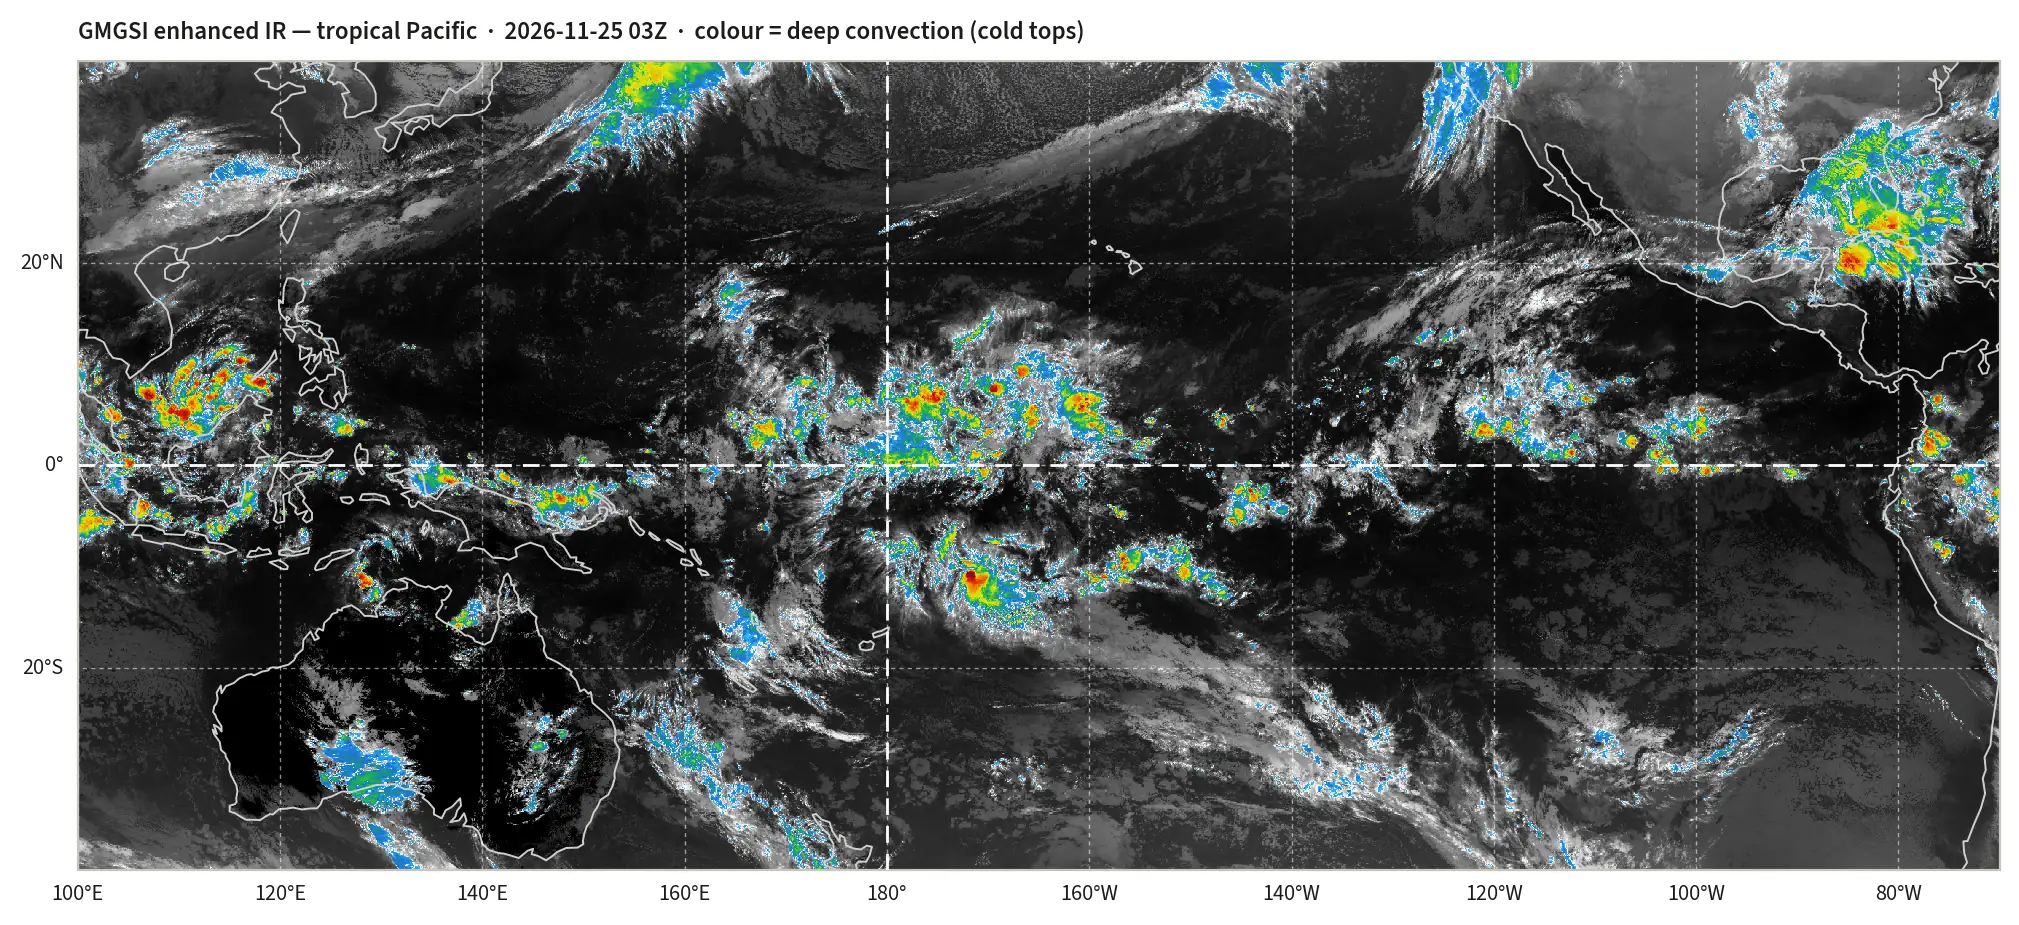 GMGSI enhanced IR — tropical Pacific · 2026-11-25 03Z · colour = deep convection (cold tops)
20°N
0°
20°S
100°E 120°E 140°E 160°E 180° 160°W 140°W 120°W 100°W 80°W